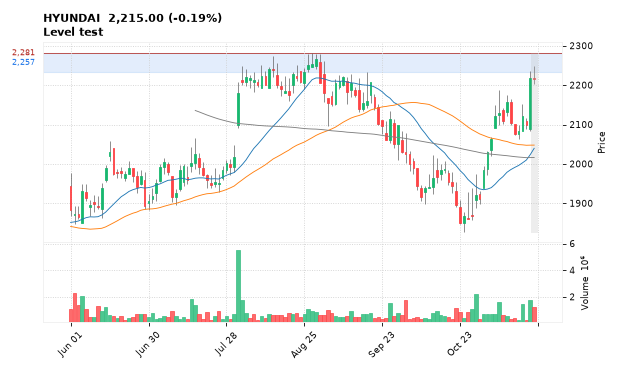 HYUNDAI 2,215.00 (-0.19%)
Level test
2,281
2,257
2300
2200
2100
2000
1900
Price
6
4
2
Volume 10⁶
Jun 01
Jun 30
Jul 28
Aug 25
Sep 23
Oct 23